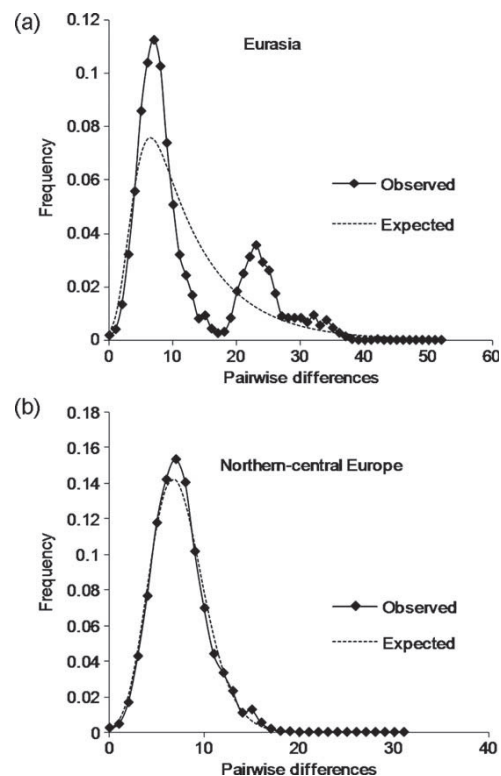 (a)
Eurasia
0.12
0.1
0.08
0.06
0.04
0.02
0
Frequency
Observed
Expected
0 10 20 30 40 50 60
Pairwise differences
(b)
Northern-central Europe
0.18
0.16
0.14
0.12
0.1
0.08
0.06
0.04
0.02
0
Frequency
Observed
Expected
0 10 20 30 40
Pairwise differences